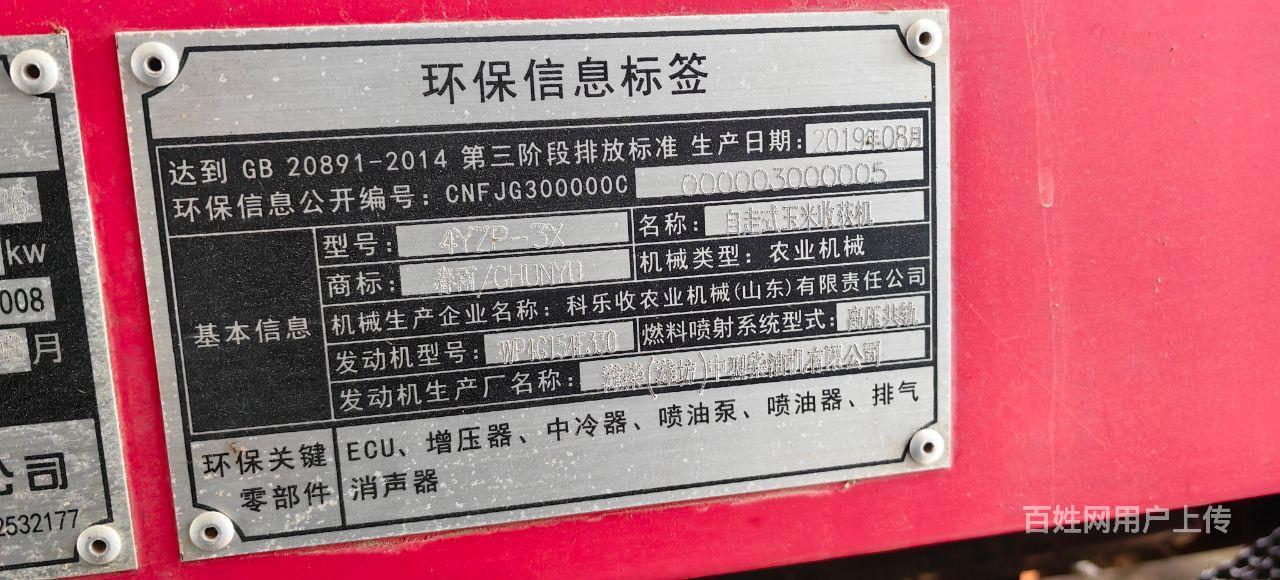 环保信息标签
达到 GB 20891-2014 第三阶段排放标准 生产日期: 2019年08月
环保信息公开编号: CNFJG300000C 000003000005
基本信息
型号: 4YZP-3X 名称: 自走式玉米收获机
商标: 春雨/CHUNYU 机械类型: 农业机械
机械生产企业名称: 科乐收农业机械(山东)有限责任公司
发动机型号: WP4G154E330 燃料喷射系统型式: 高压共轨
发动机生产厂名称: 潍柴(潍坊)中型柴油机有限公司
环保关键零部件
ECU、增压器、中冷器、喷油泵、喷油器、排气
消声器
kw
008
月
公司
2532177
百姓网用户上传